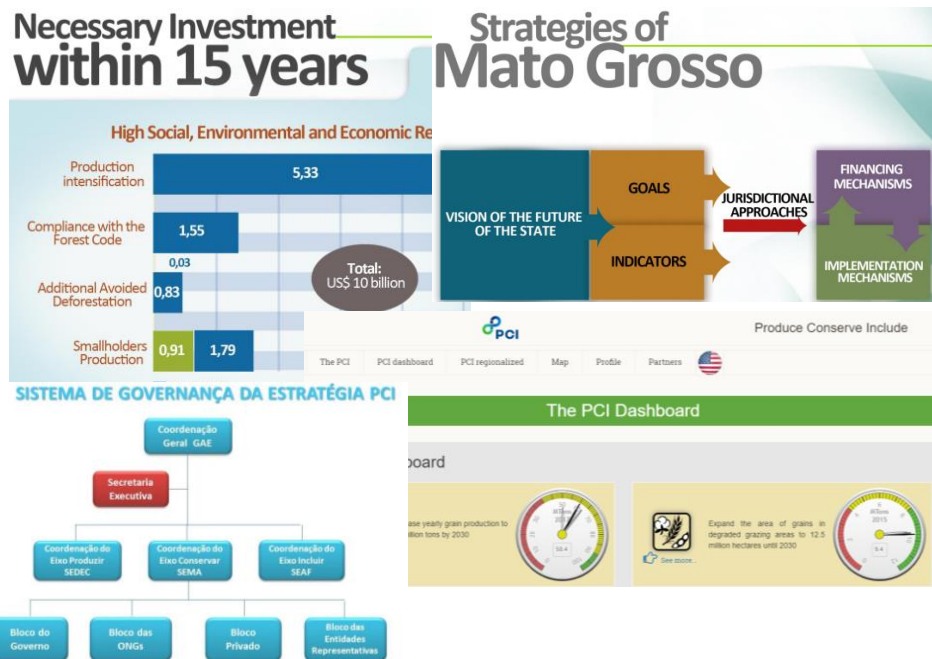 Necessary Investment
within 15 years
High Social, Environmental and Economic Re
Production
intensification
5,33
Compliance with the
Forest Code
1,55
0,03
Additional Avoided
Deforestation
0,83
Total:
US$ 10 billion
Smallholders
Production
0,91
1,79
Strategies of
Mato Grosso
VISION OF THE FUTURE
OF THE STATE
GOALS
INDICATORS
JURISDICTIONAL
APPROACHES
FINANCING
MECHANISMS
IMPLEMENTATION
MECHANISMS
PCI
Produce Conserve Include
The PCI
PCI dashboard
PCI regionalized
Map
Profile
Partners
The PCI Dashboard
board
ase yearly grain production to
illion tons by 2030
50.4
See more..
Expand the area of grains in
degraded grazing areas to 12.5
million hectares until 2030
2015
9.4
SISTEMA DE GOVERNANÇA DA ESTRATÉGIA PCI
Coordenação
Geral GAE
Secretaria
Executiva
Coordenação do
Eixo Produzir
SEDEC
Coordenação do
Eixo Conservar
SEMA
Coordenação do
Eixo Incluir
SEAF
Bloco do
Governo
Bloco das
ONGs
Bloco
Privado
Bloco das
Entidades
Representativas